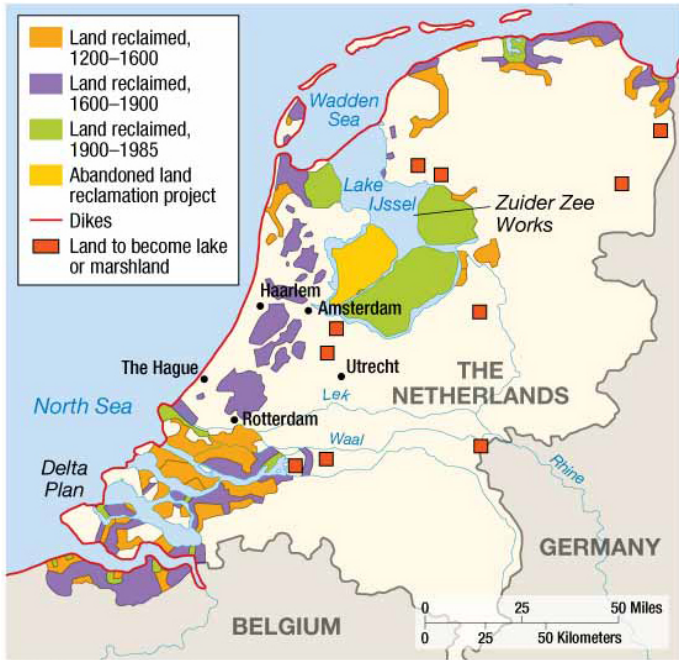 Land reclaimed,
1200–1600
Land reclaimed,
1600–1900
Land reclaimed,
1900–1985
Abandoned land
reclamation project
Dikes
Land to become lake
or marshland
Wadden
Sea
Lake
IJssel
Zuider Zee
Works
Haarlem
Amsterdam
The Hague
Utrecht
THE
NETHERLANDS
Lek
North Sea
Rotterdam
Waal
Delta
Plan
Rhine
GERMANY
BELGIUM
0 25 50 Miles
0 25 50 Kilometers